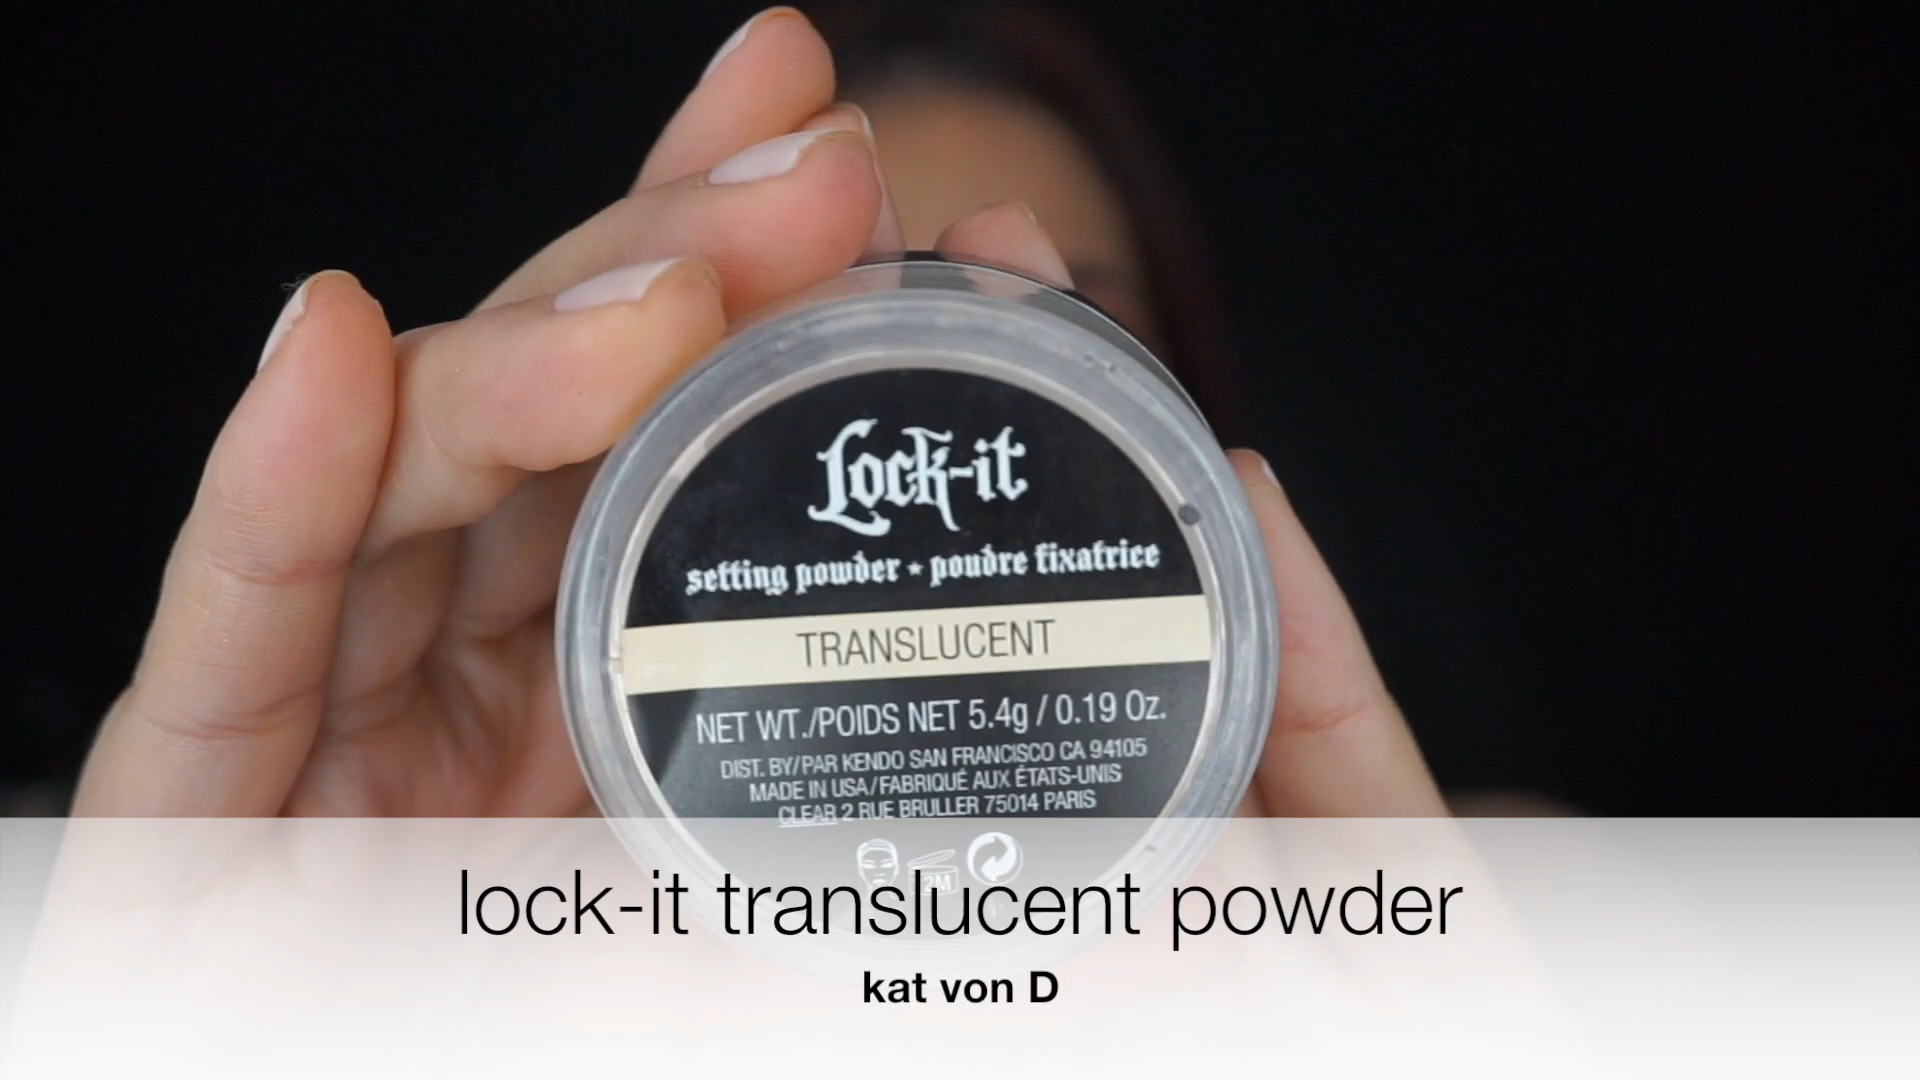 Lock-it
setting powder ★ poudre fixatrice
TRANSLUCENT
NET WT./POIDS NET 5.4g / 0.19 Oz.
DIST. BY/PAR KENDO SAN FRANCISCO CA 94105
MADE IN USA/FABRIQUÉ AUX ÉTATS-UNIS
CLEAR 2 RUE BRULLER 75014 PARIS
lock-it translucent powder
kat von D